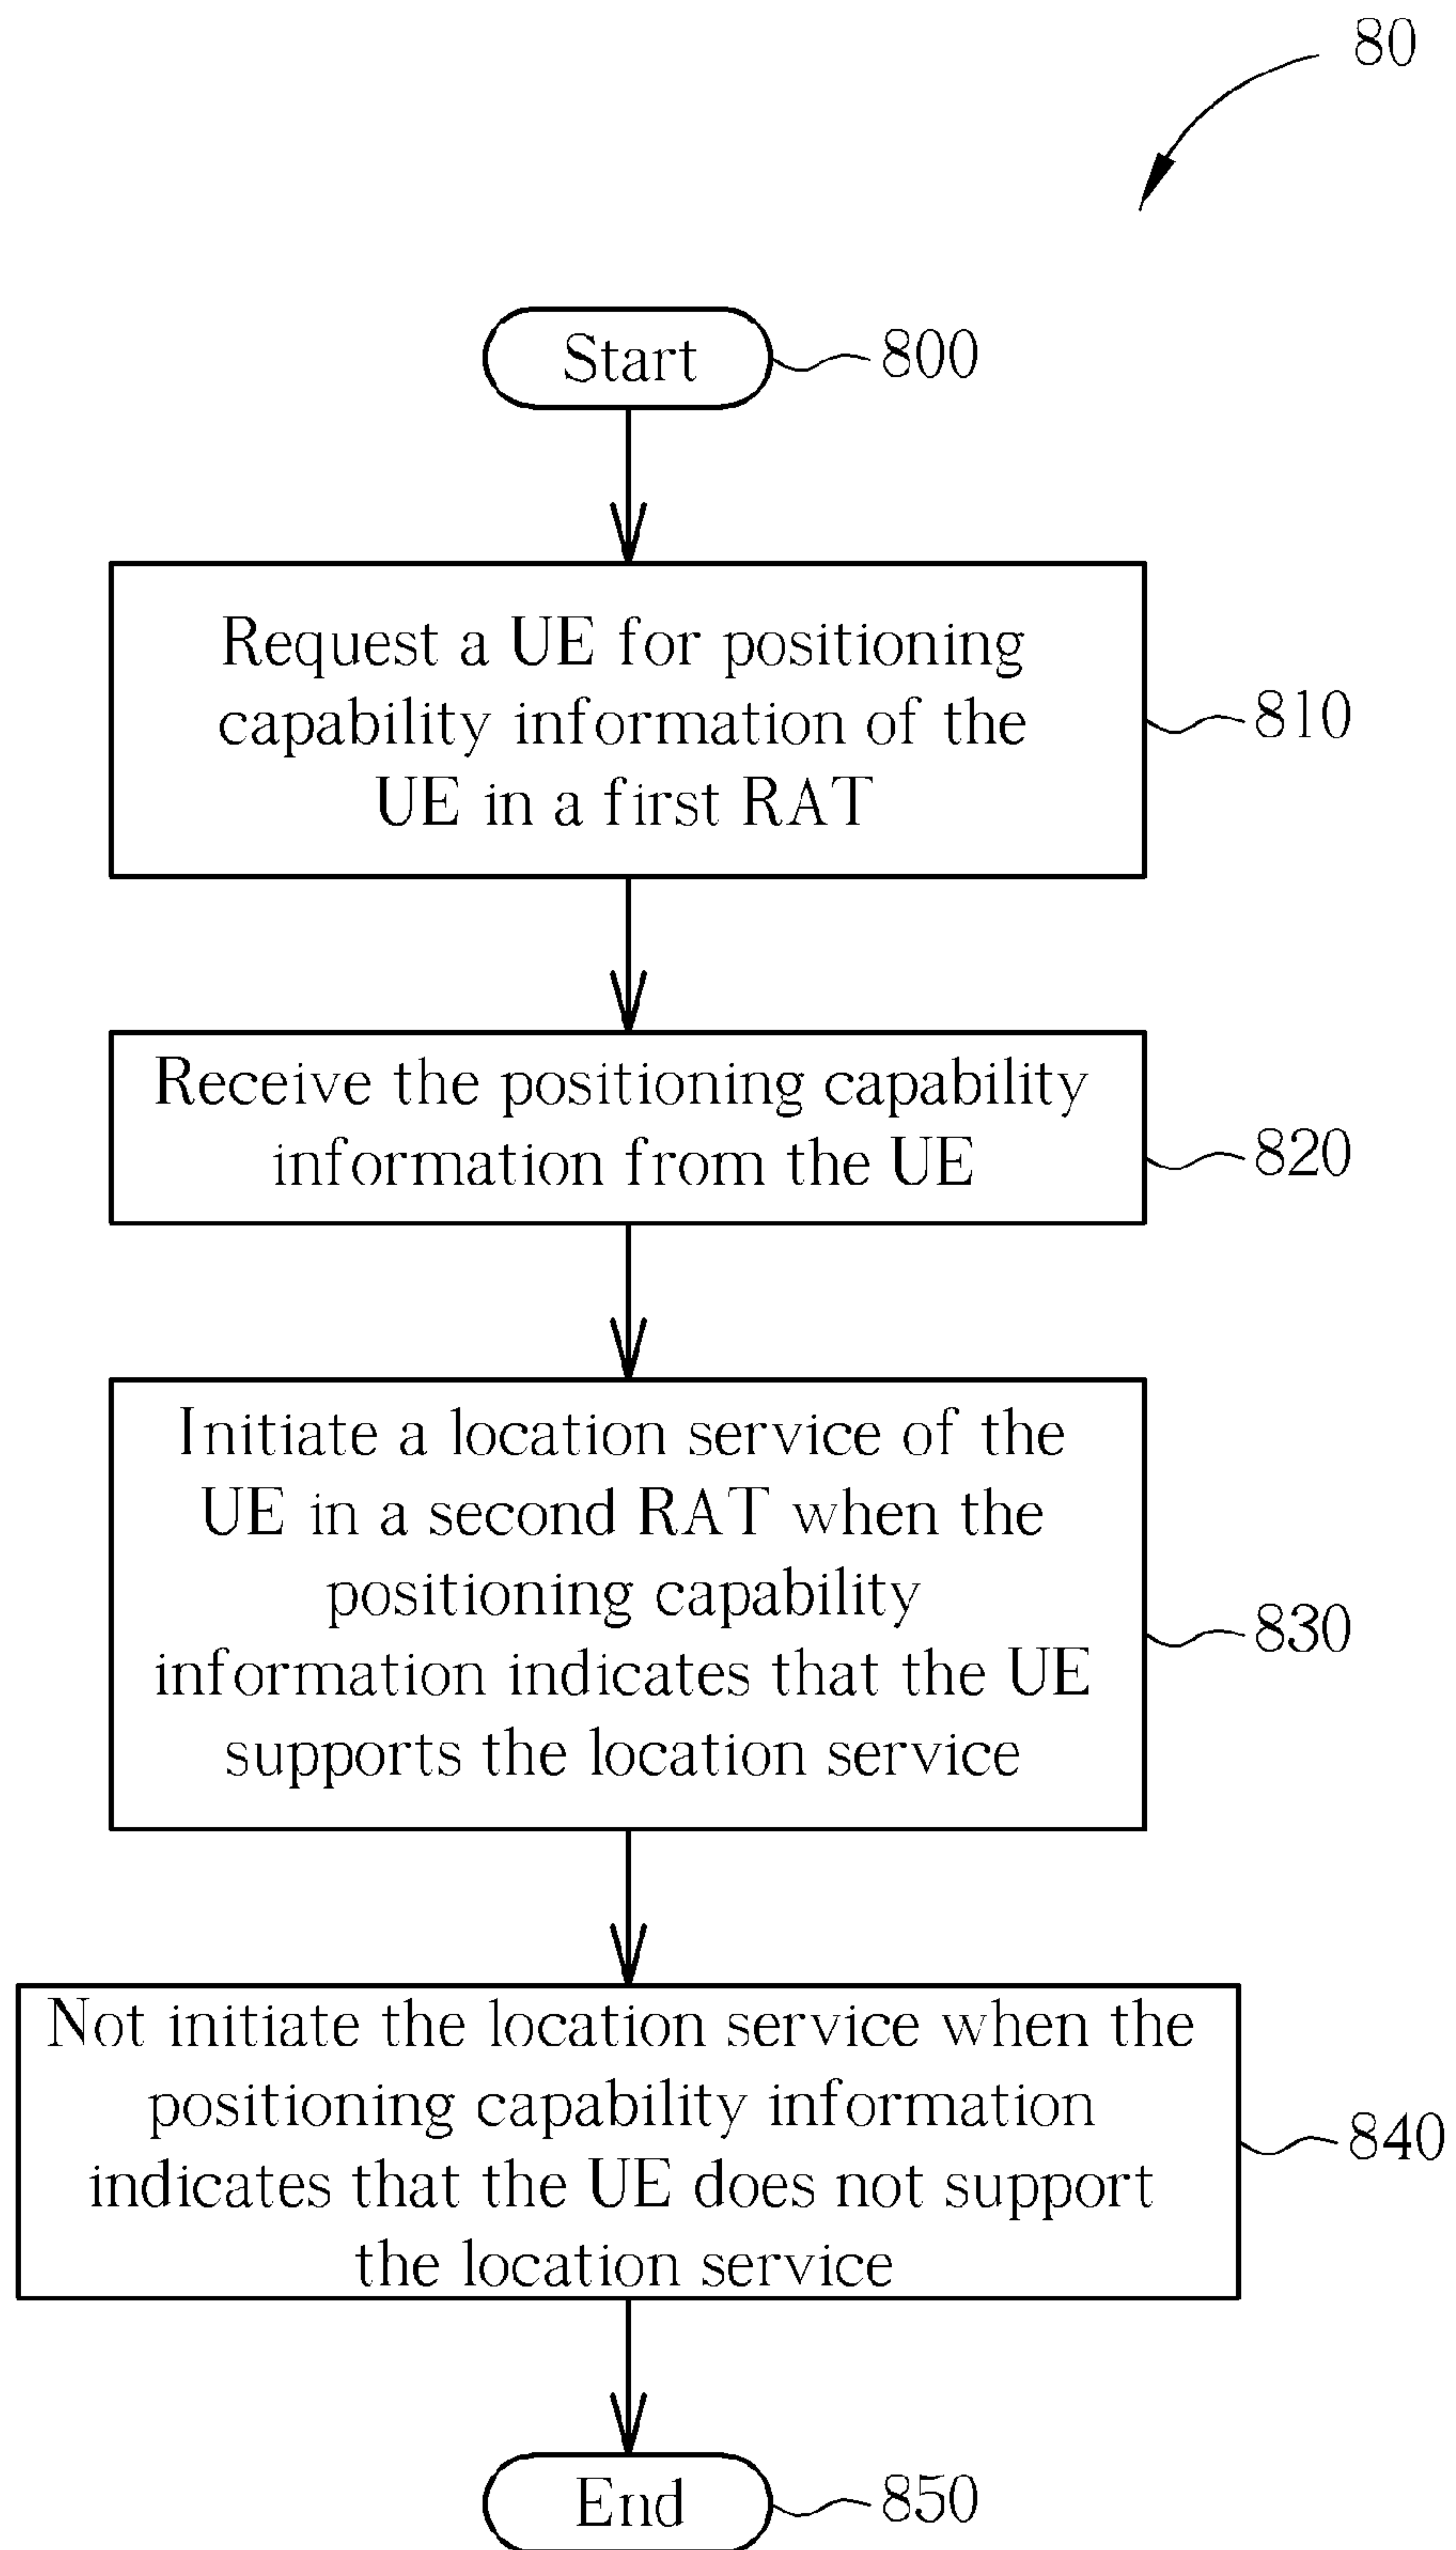 80
Start
800
Request a UE for positioning
capability information of the
UE in a first RAT
810
Receive the positioning capability
information from the UE
820
Initiate a location service of the
UE in a second RAT when the
positioning capability
information indicates that the UE
supports the location service
830
Not initiate the location service when the
positioning capability information
indicates that the UE does not support
the location service
840
End
850